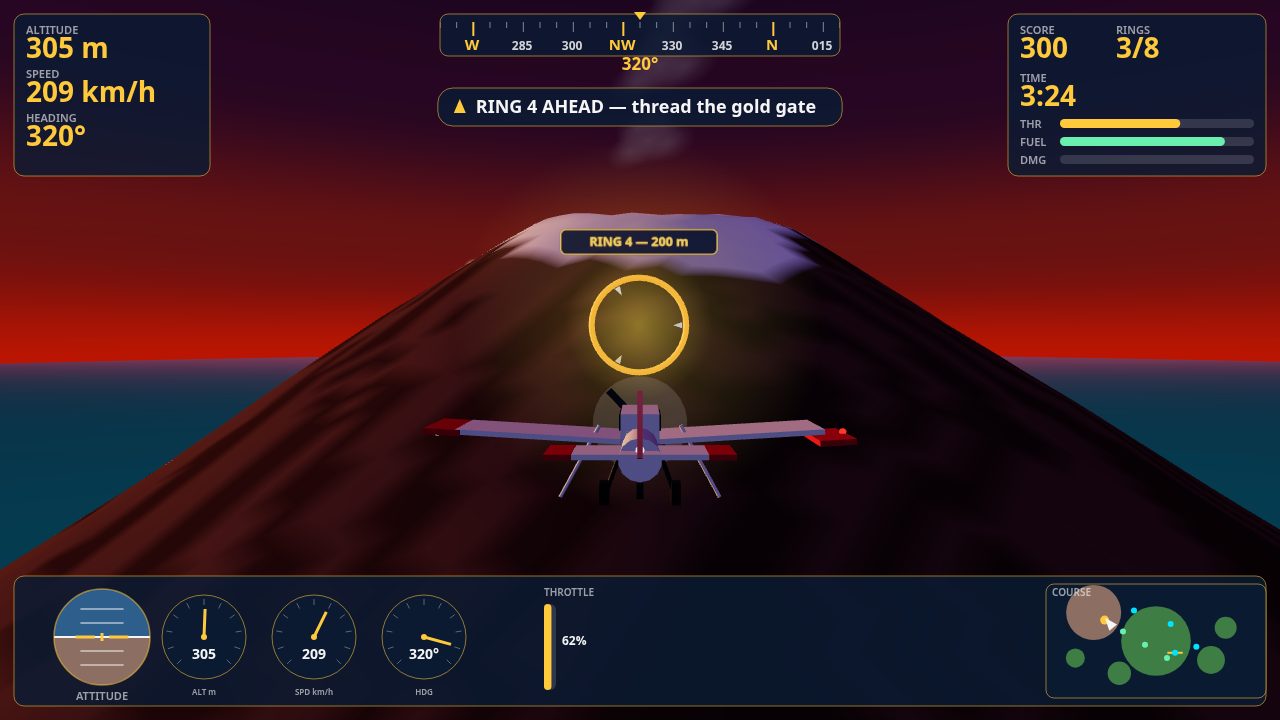 ALTITUDE
305 m
SPEED
209 km/h
HEADING
320°
W 285 300 NW 330 345 N 015
320°
RING 4 AHEAD — thread the gold gate
SCORE RINGS
300 3/8
TIME
3:24
THR
FUEL
DMG
RING 4 — 200 m
ATTITUDE
305
ALT m
209
SPD km/h
320°
HDG
THROTTLE
62%
COURSE